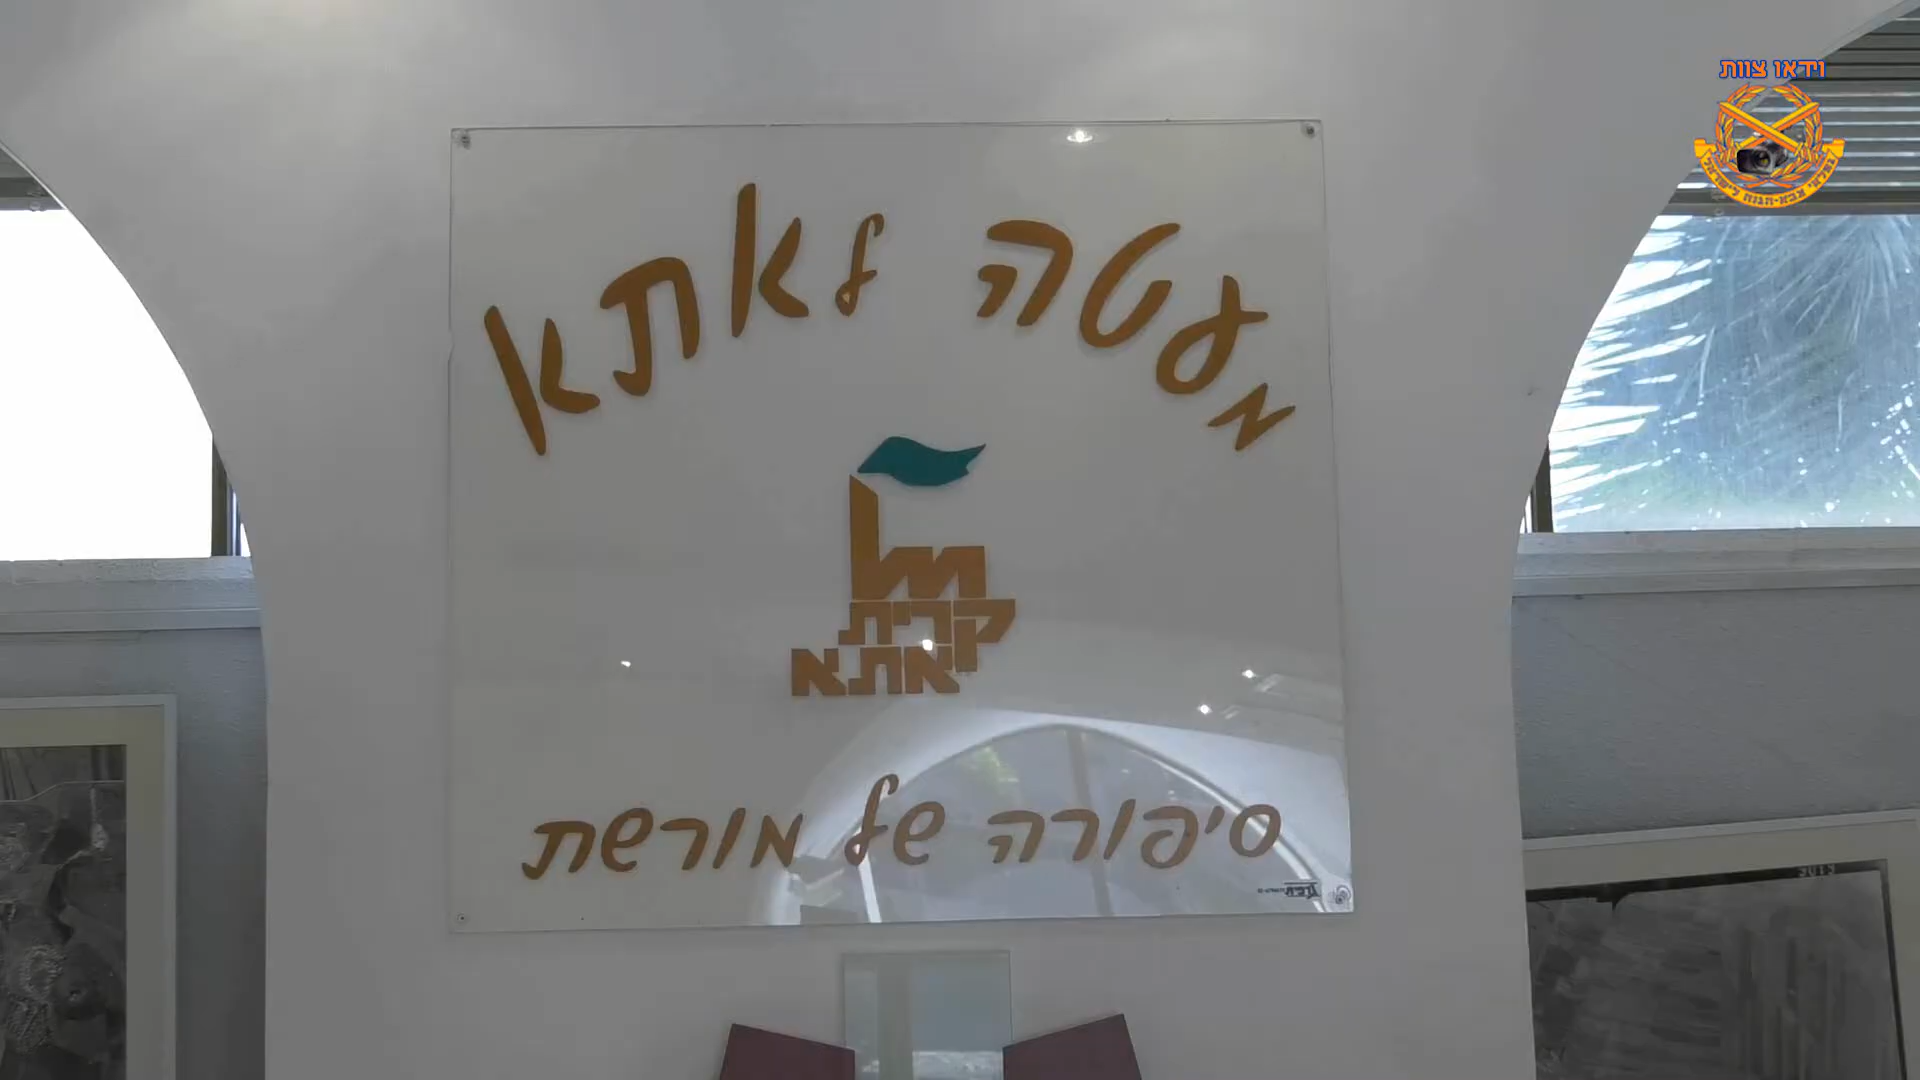 וידאו צוות
מעטה לאתא
קרית
אתא
סיפורה של מורשת